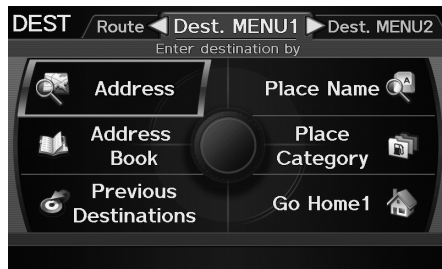 DEST Route Dest. MENU1 Dest. MENU2
Enter destination by
Address
Place Name
Address
Book
Place
Category
Previous
Destinations
Go Home1